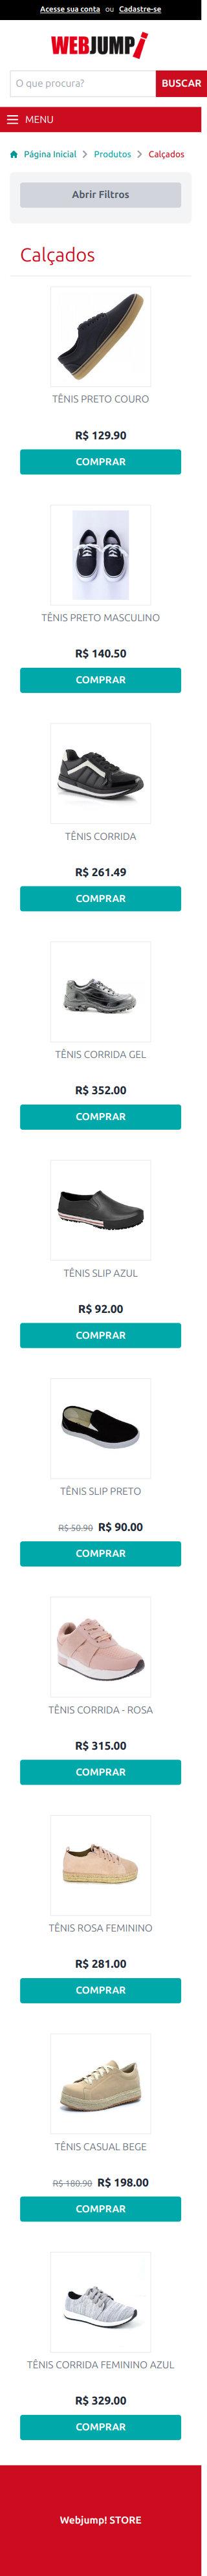 Acesse sua conta ou Cadastre-se
WEBJUMP!
O que procura? BUSCAR
MENU
Página Inicial > Produtos > Calçados
Abrir Filtros
Calçados
TÊNIS PRETO COURO
R$ 129.90
COMPRAR
TÊNIS PRETO MASCULINO
R$ 140.50
COMPRAR
TÊNIS CORRIDA
R$ 261.49
COMPRAR
TÊNIS CORRIDA GEL
R$ 352.00
COMPRAR
TÊNIS SLIP AZUL
R$ 92.00
COMPRAR
TÊNIS SLIP PRETO
R$ 50.90 R$ 90.00
COMPRAR
TÊNIS CORRIDA - ROSA
R$ 315.00
COMPRAR
TÊNIS ROSA FEMININO
R$ 281.00
COMPRAR
TÊNIS CASUAL BEGE
R$ 180.90 R$ 198.00
COMPRAR
TÊNIS CORRIDA FEMININO AZUL
R$ 329.00
COMPRAR
Webjump! STORE